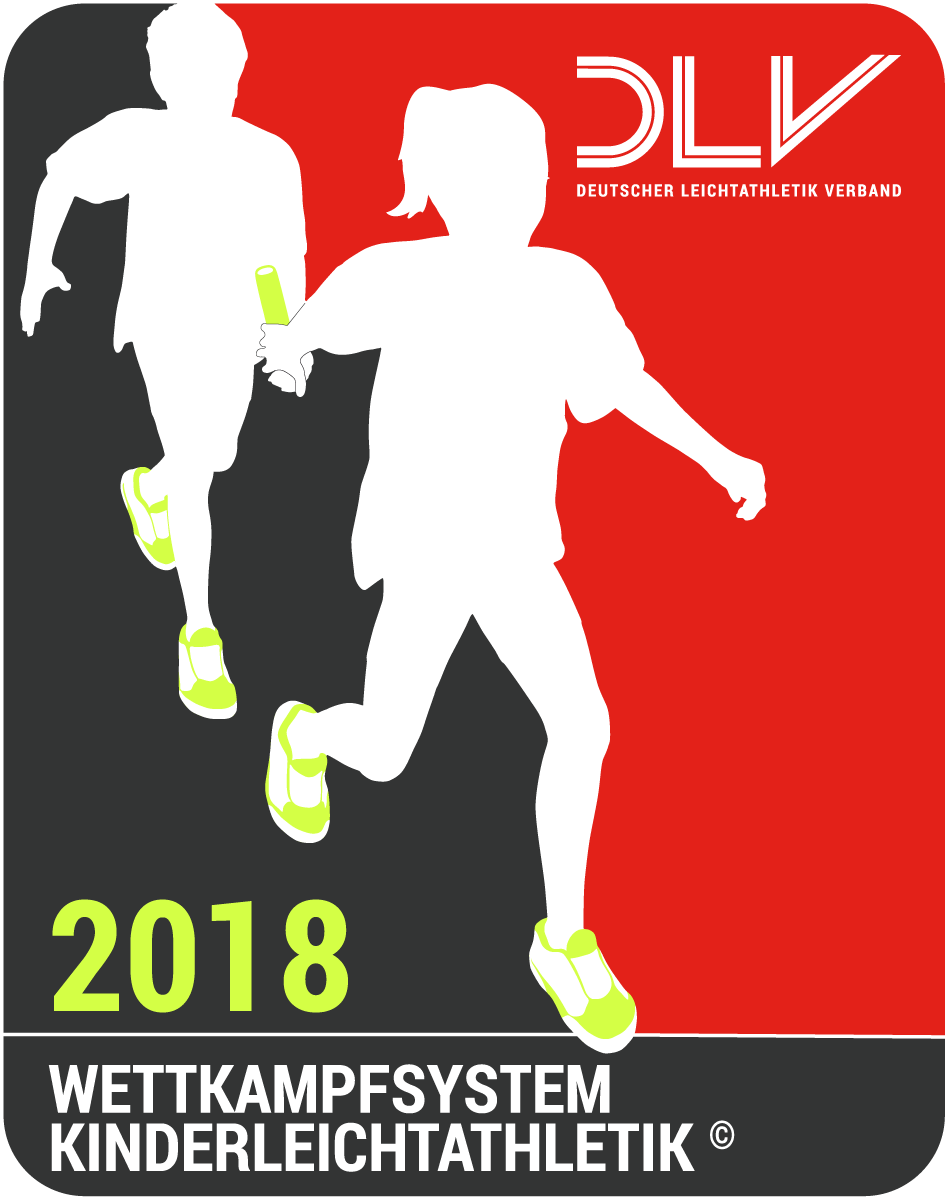 DLV
DEUTSCHER LEICHTATHLETIK VERBAND
2018
WETTKAMPFSYSTEM
KINDERLEICHTATHLETIK ©